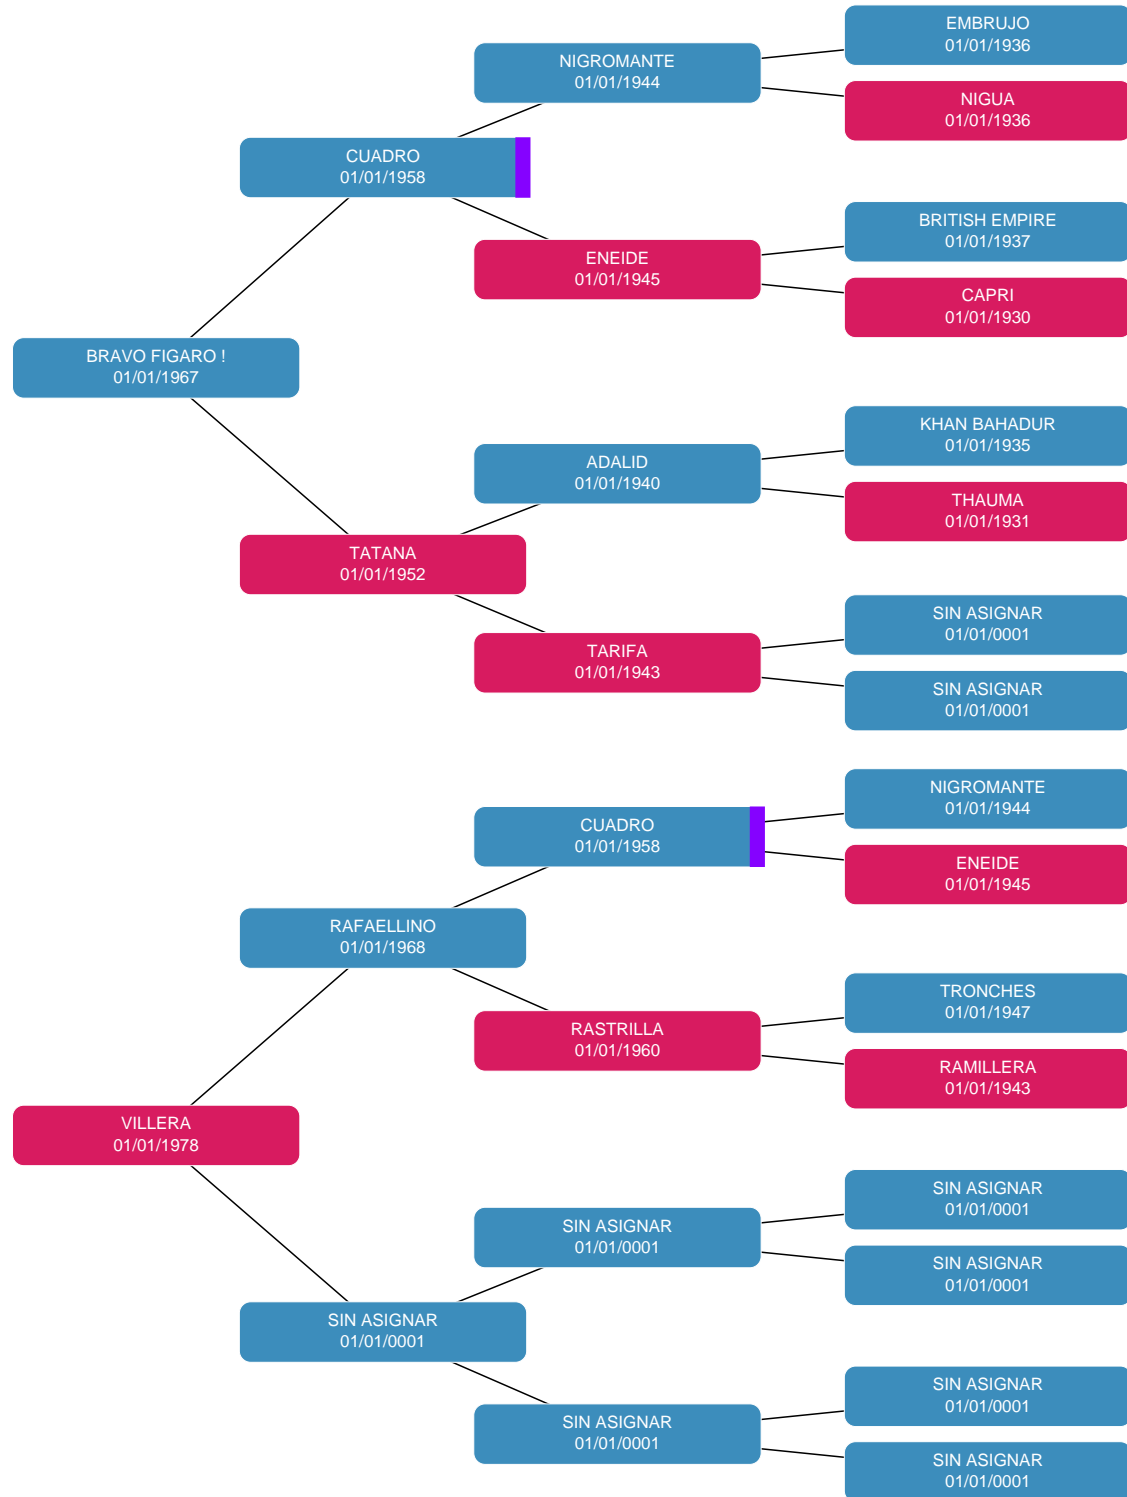 EMBRUJO
01/01/1936
NIGROMANTE
01/01/1944
NIGUA
01/01/1936
CUADRO
01/01/1958
BRITISH EMPIRE
01/01/1937
ENEIDE
01/01/1945
CAPRI
01/01/1930
BRAVO FIGARO !
01/01/1967
KHAN BAHADUR
01/01/1935
ADALID
01/01/1940
THAUMA
01/01/1931
TATANA
01/01/1952
SIN ASIGNAR
01/01/0001
TARIFA
01/01/1943
SIN ASIGNAR
01/01/0001
NIGROMANTE
01/01/1944
CUADRO
01/01/1958
ENEIDE
01/01/1945
RAFAELLINO
01/01/1968
TRONCHES
01/01/1947
RASTRILLA
01/01/1960
RAMILLERA
01/01/1943
VILLERA
01/01/1978
SIN ASIGNAR
01/01/0001
SIN ASIGNAR
01/01/0001
SIN ASIGNAR
01/01/0001
SIN ASIGNAR
01/01/0001
SIN ASIGNAR
01/01/0001
SIN ASIGNAR
01/01/0001
SIN ASIGNAR
01/01/0001